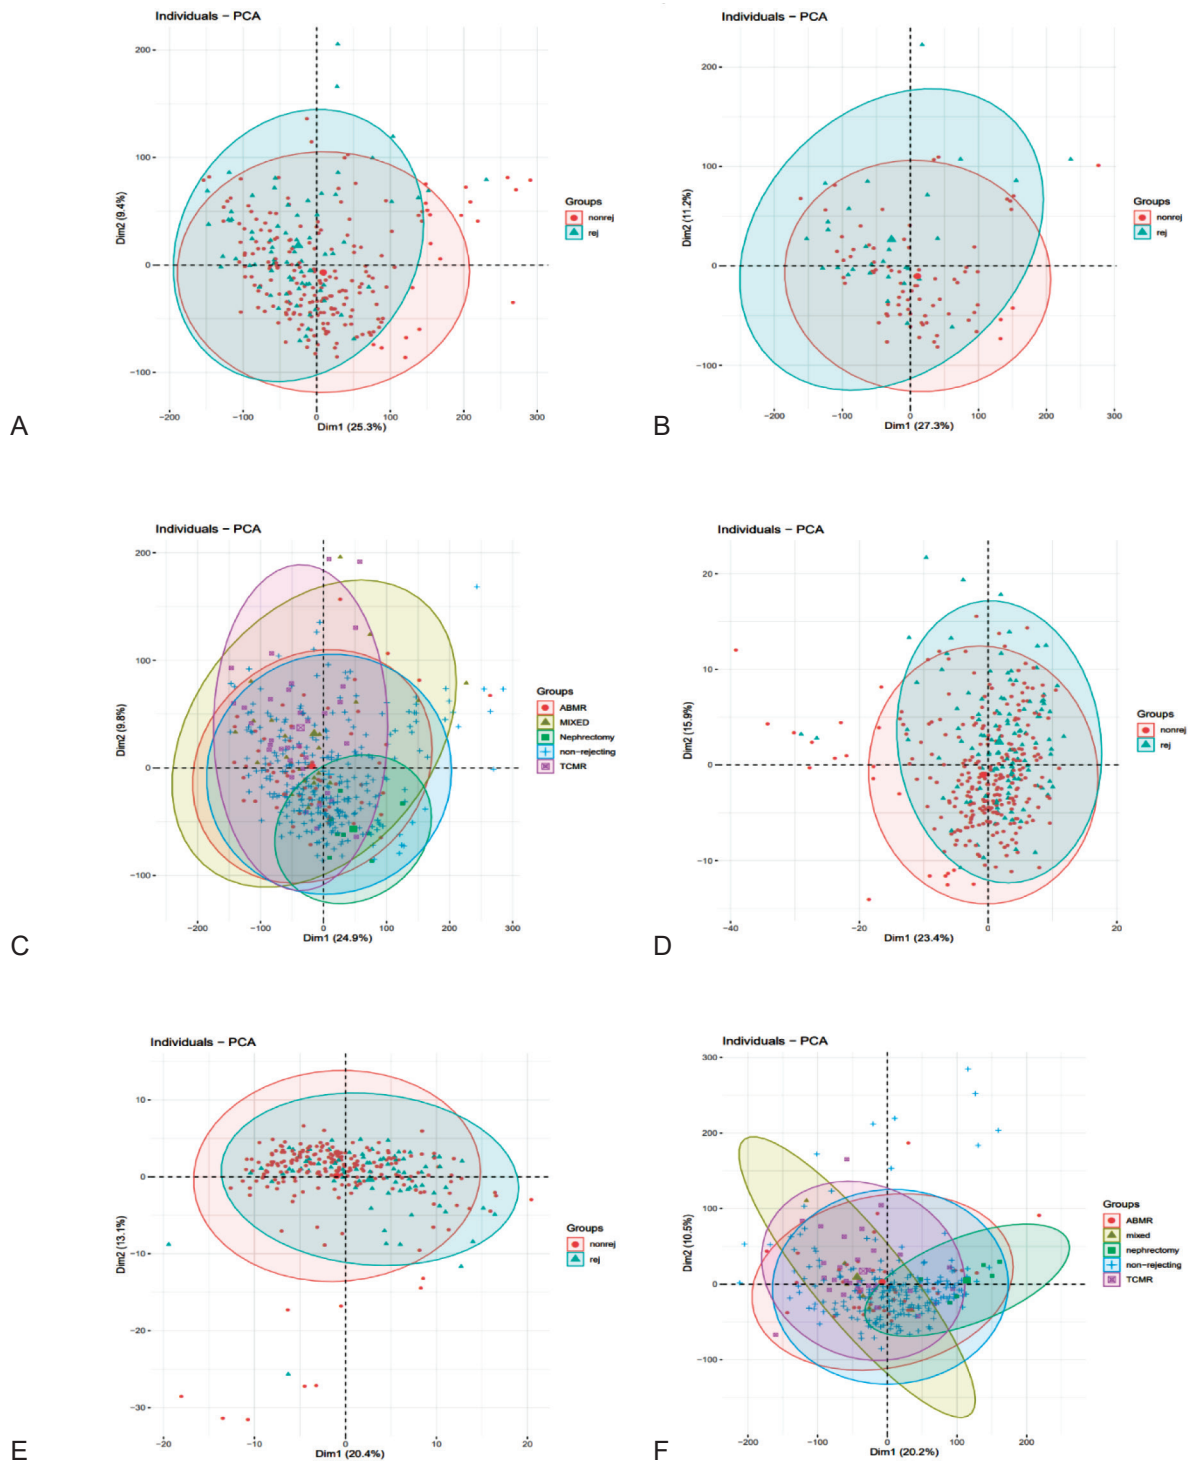 Individuals − PCA
200
100
0
−100
Dim2 (9.4%)
−200 −100 0 100 200 300
Dim1 (25.3%)
Groups
nonrej
rej
A
Individuals − PCA
200
100
0
−100
Dim2 (11.2%)
−200 −100 0 100 200 300
Dim1 (27.3%)
Groups
nonrej
rej
B
Individuals − PCA
200
100
0
−100
Dim2 (9.8%)
−200 −100 0 100 200 300
Dim1 (24.9%)
Groups
ABMR
MIXED
Nephrectomy
non−rejecting
TCMR
C
Individuals − PCA
20
10
0
−10
Dim2 (15.9%)
−40 −20 0 20
Dim1 (23.4%)
Groups
nonrej
rej
D
Individuals − PCA
10
0
−10
−20
−30
Dim2 (13.1%)
−20 −10 0 10 20
Dim1 (20.4%)
Groups
nonrej
rej
E
Individuals − PCA
300
200
100
0
−100
Dim2 (10.5%)
−200 −100 0 100 200
Dim1 (20.2%)
Groups
ABMR
mixed
nephrectomy
non−rejecting
TCMR
F